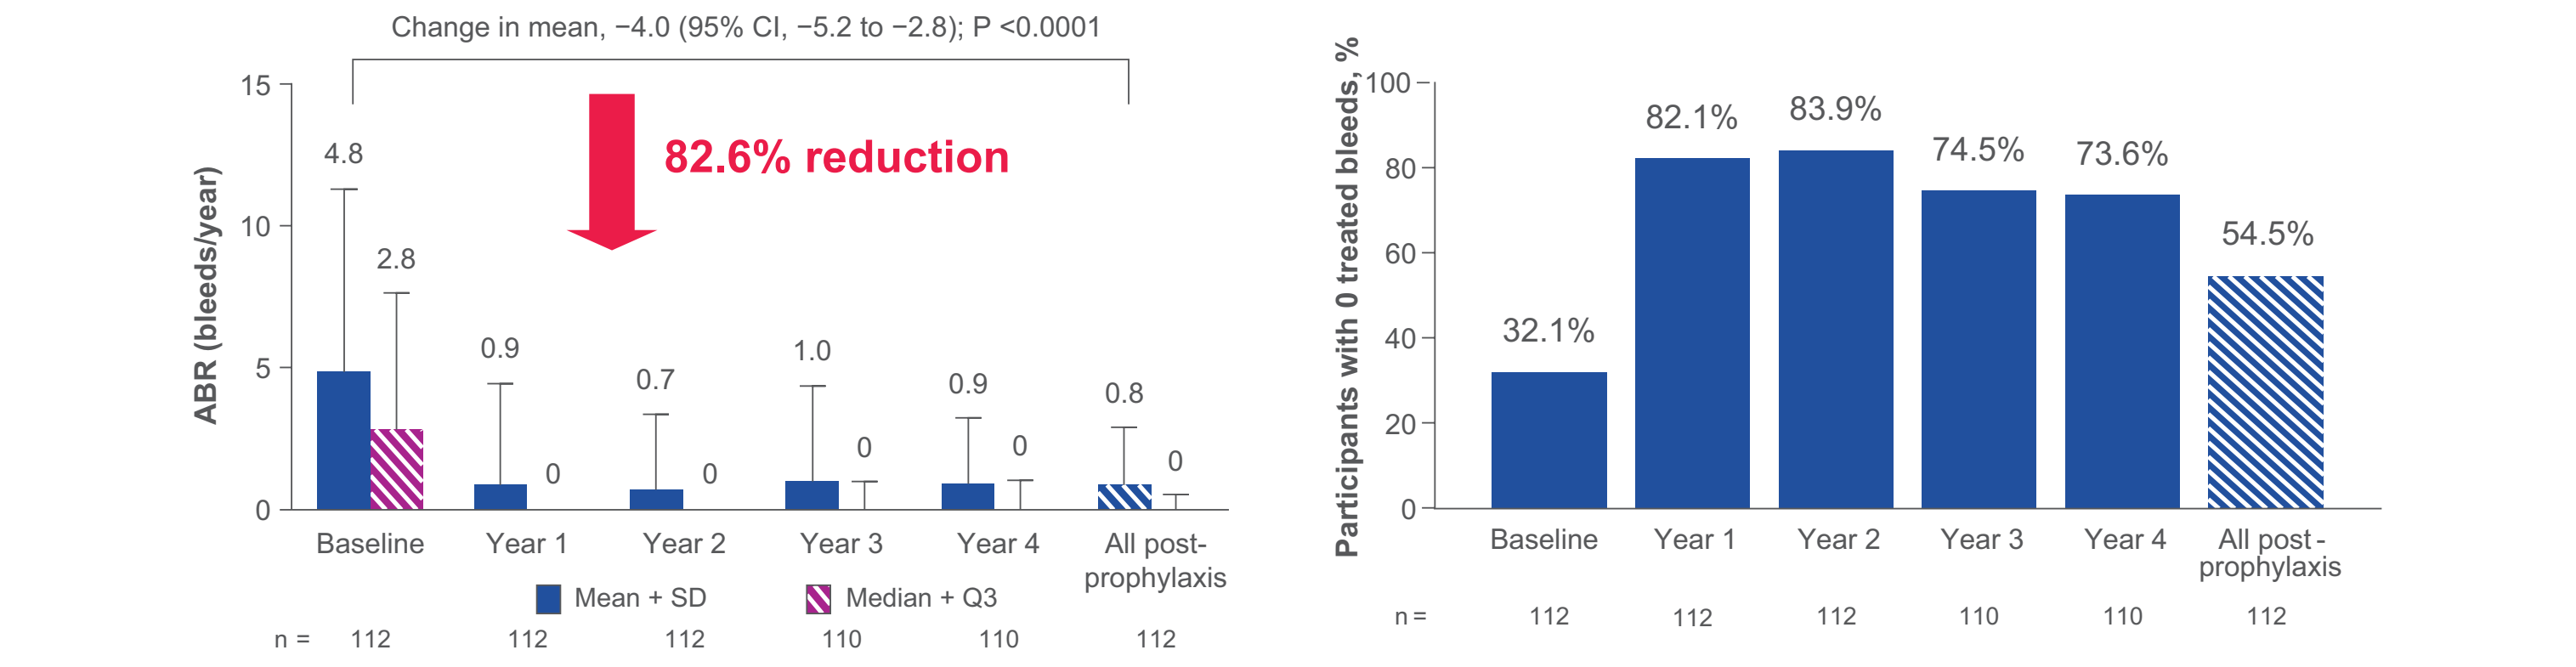 Change in mean, −4.0 (95% CI, −5.2 to −2.8); P <0.0001
82.6% reduction
ABR (bleeds/year)
15
10
5
0
4.8
2.8
0.9
0
0.7
0
1.0
0
0.9
0
0.8
0
Baseline
Year 1
Year 2
Year 3
Year 4
All post-
prophylaxis
Mean + SD
Median + Q3
n = 112 112 112 110 110 112
Participants with 0 treated bleeds, %
100
80
60
40
20
0
32.1%
82.1%
83.9%
74.5%
73.6%
54.5%
Baseline
Year 1
Year 2
Year 3
Year 4
All post-
prophylaxis
n = 112 112 112 110 110 112